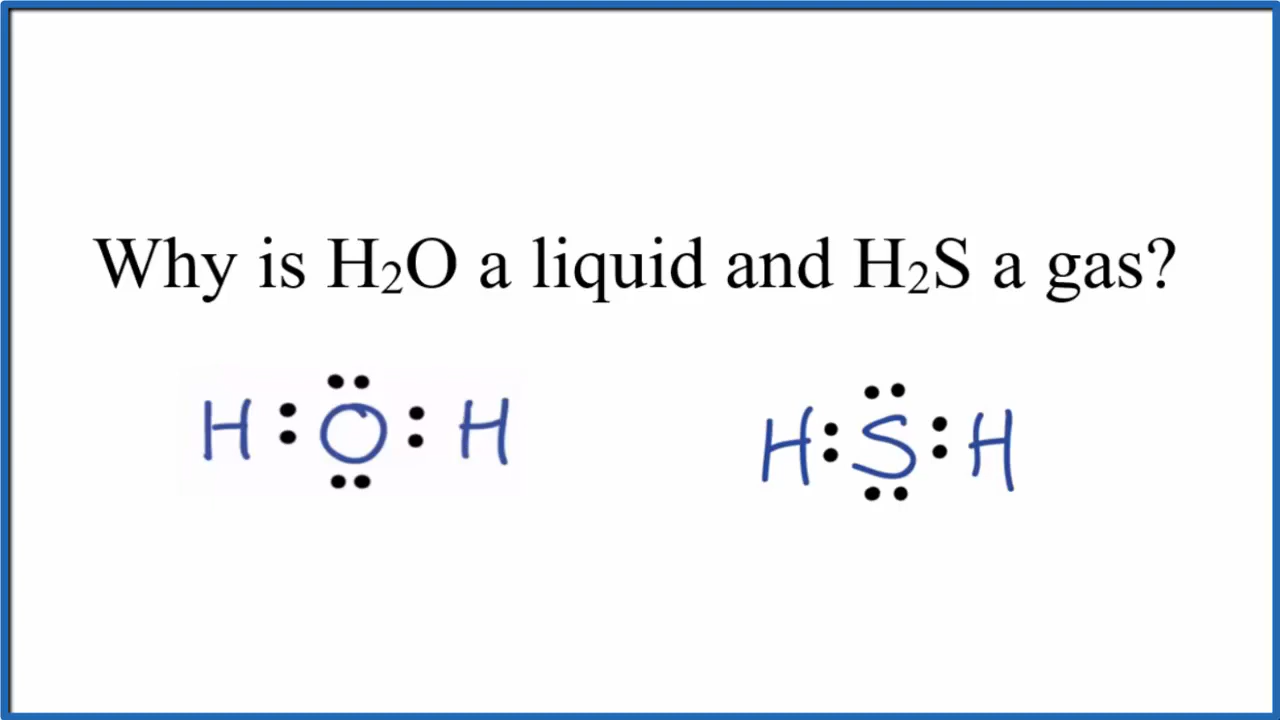 Why is H₂O a liquid and H₂S a gas?
H : O : H H : S : H